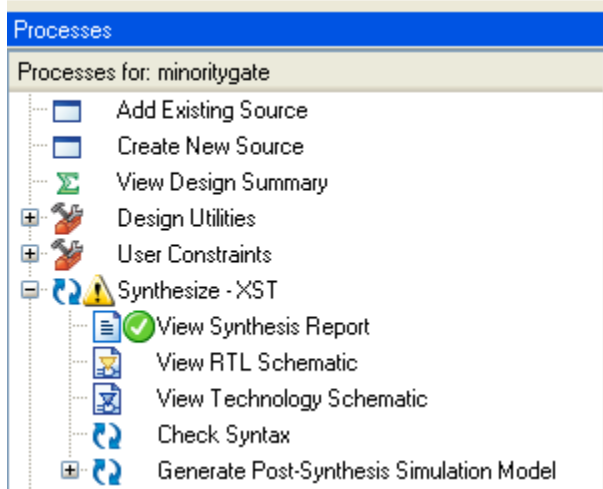 Processes
Processes for: minoritygate
Add Existing Source
Create New Source
View Design Summary
Design Utilities
User Constraints
Synthesize - XST
View Synthesis Report
View RTL Schematic
View Technology Schematic
Check Syntax
Generate Post-Synthesis Simulation Model